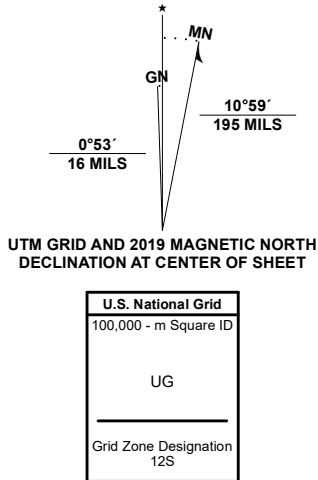 MN
GN
10°59´
195 MILS
0°53´
16 MILS
UTM GRID AND 2019 MAGNETIC NORTH
DECLINATION AT CENTER OF SHEET
U.S. National Grid
100,000 - m Square ID
UG
Grid Zone Designation
12S